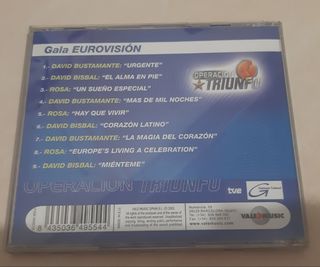 Gala EUROVISIÓN
1.- DAVID BUSTAMANTE: "URGENTE"
2.- DAVID BISBAL: "EL ALMA EN PIE"
3.- ROSA: "UN SUEÑO ESPECIAL"
4.- DAVID BUSTAMANTE: "MAS DE MIL NOCHES"
5.- ROSA: "HAY QUE VIVIR"
6.- DAVID BISBAL: "CORAZÓN LATINO"
7.- DAVID BUSTAMANTE: "LA MAGIA DEL CORAZÓN"
8.- ROSA: "EUROPE'S LIVING A CELEBRATION"
9.- DAVID BISBAL: "MIÉNTEME"
OPERACIÓN
TRIUNFO
OPERACIÓN TRIUNFO
tve
VALE MUSIC
8 435036 495544
www.valemusic.com